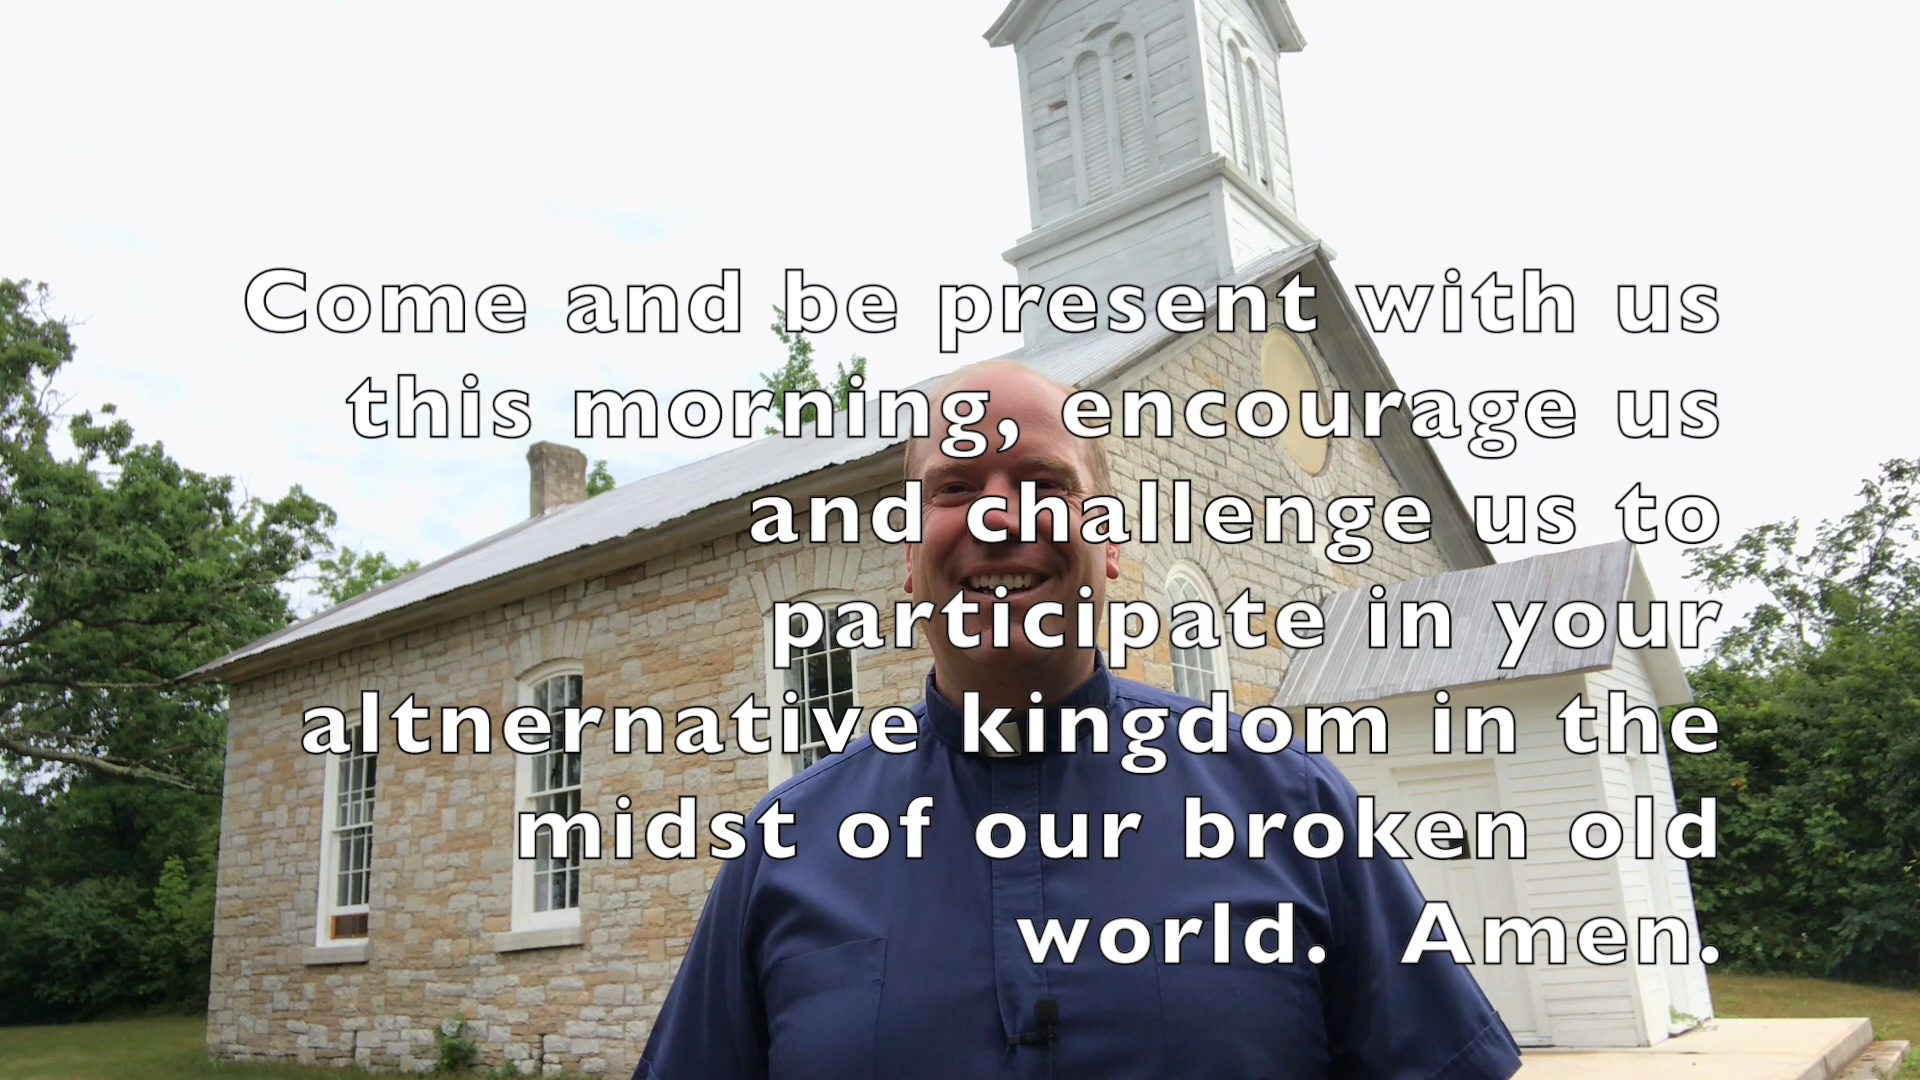 Come and be present with us
this morning, encourage us
and challenge us to
participate in your
altnernative kingdom in the
midst of our broken old
world.  Amen.